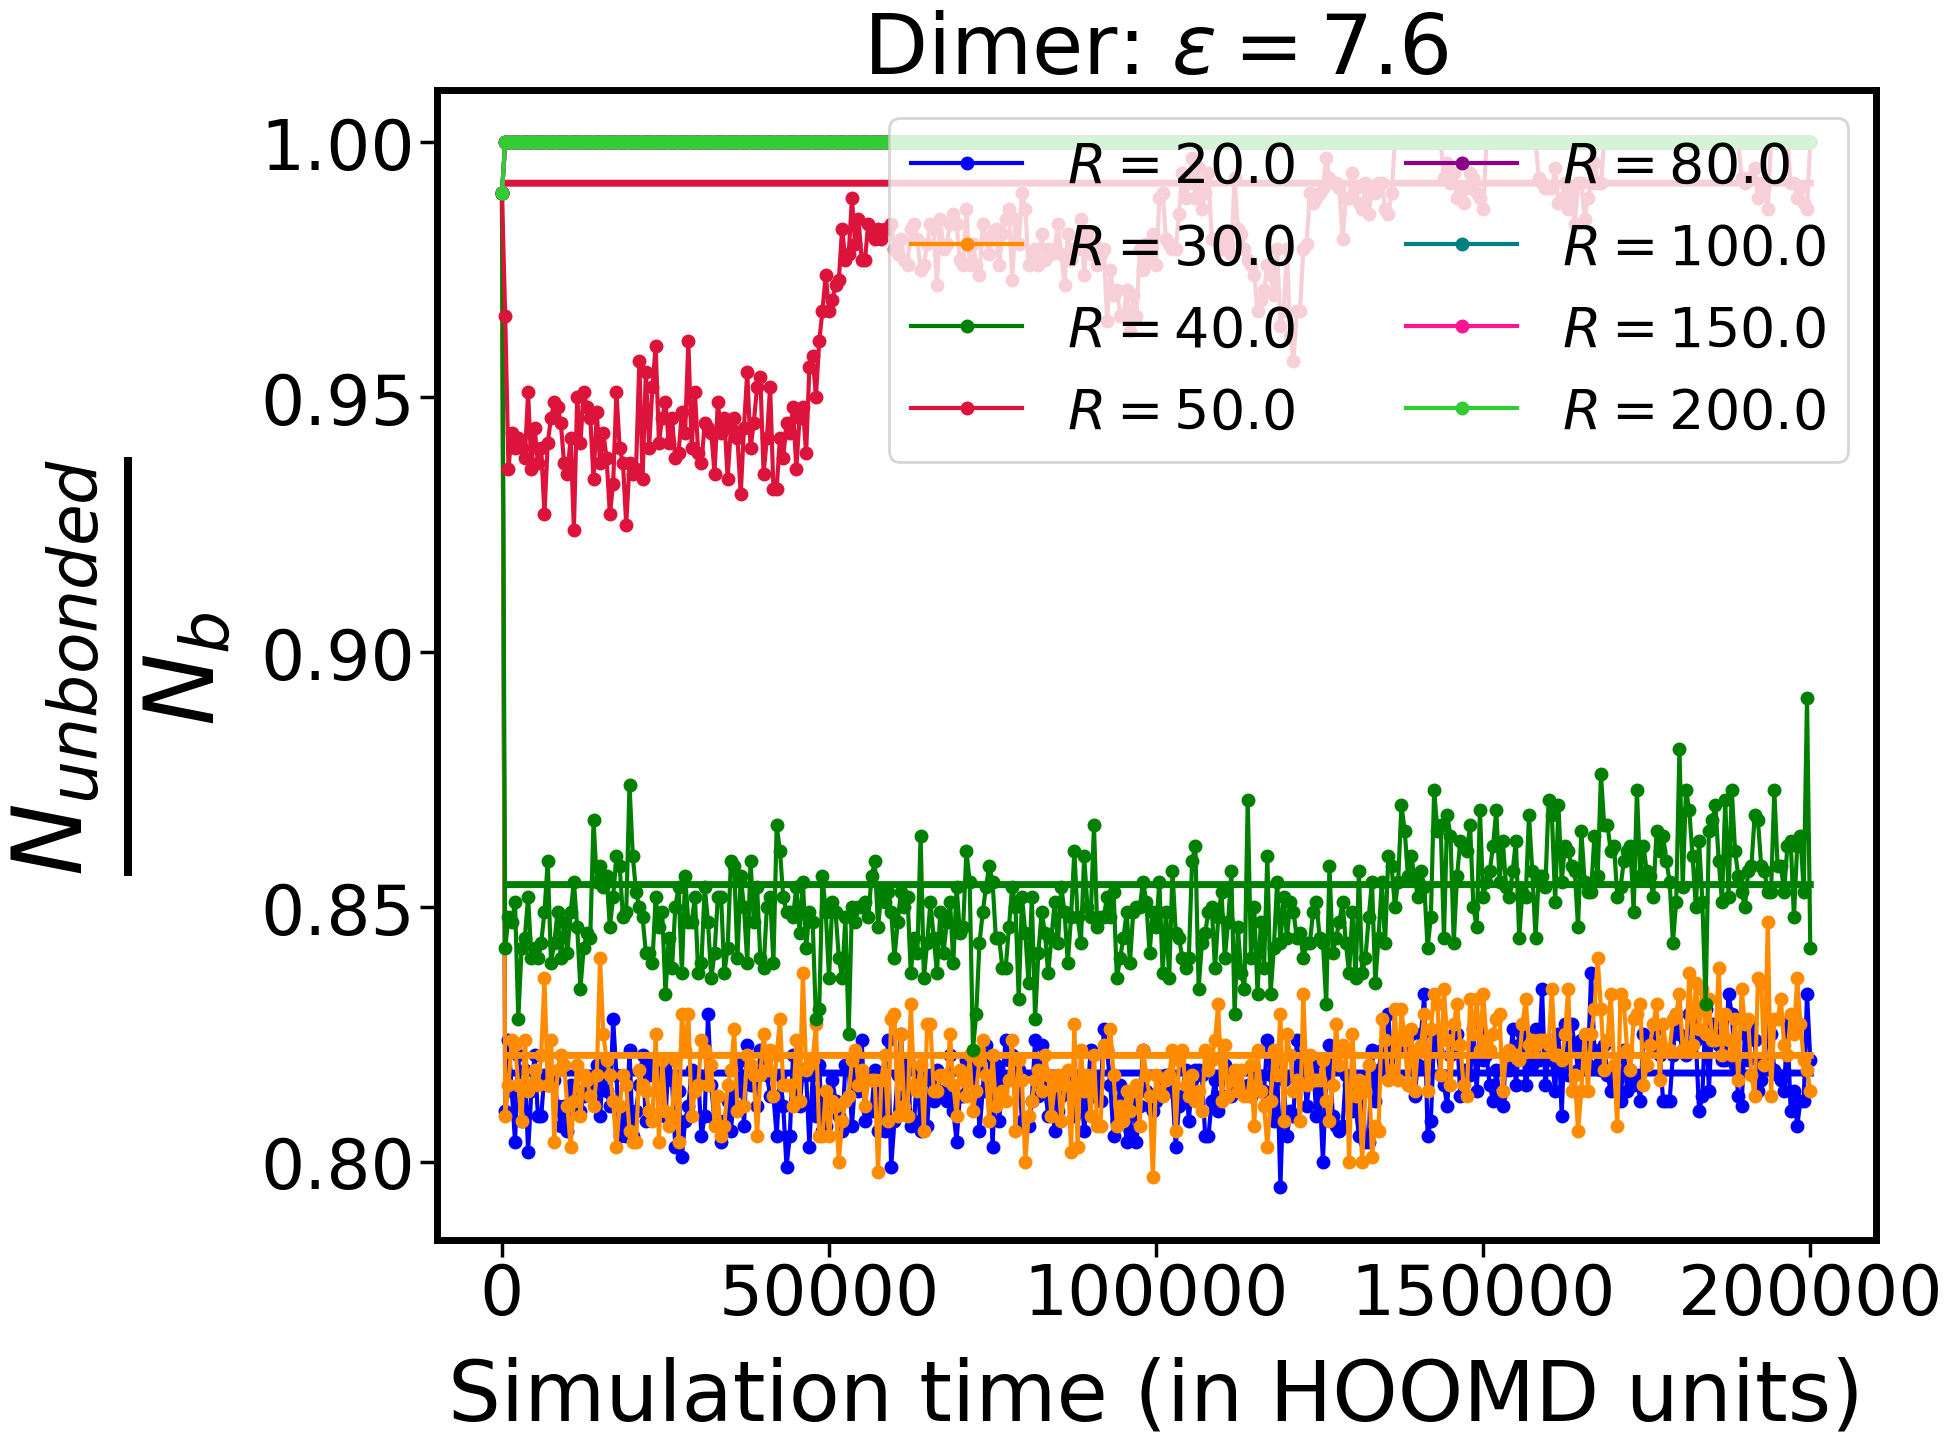 Dimer: ε = 7.6
N_unbonded
N_b
1.00
0.95
0.90
0.85
0.80
R = 20.0
R = 30.0
R = 40.0
R = 50.0
R = 80.0
R = 100.0
R = 150.0
R = 200.0
0 50000 100000 150000 200000
Simulation time (in HOOMD units)